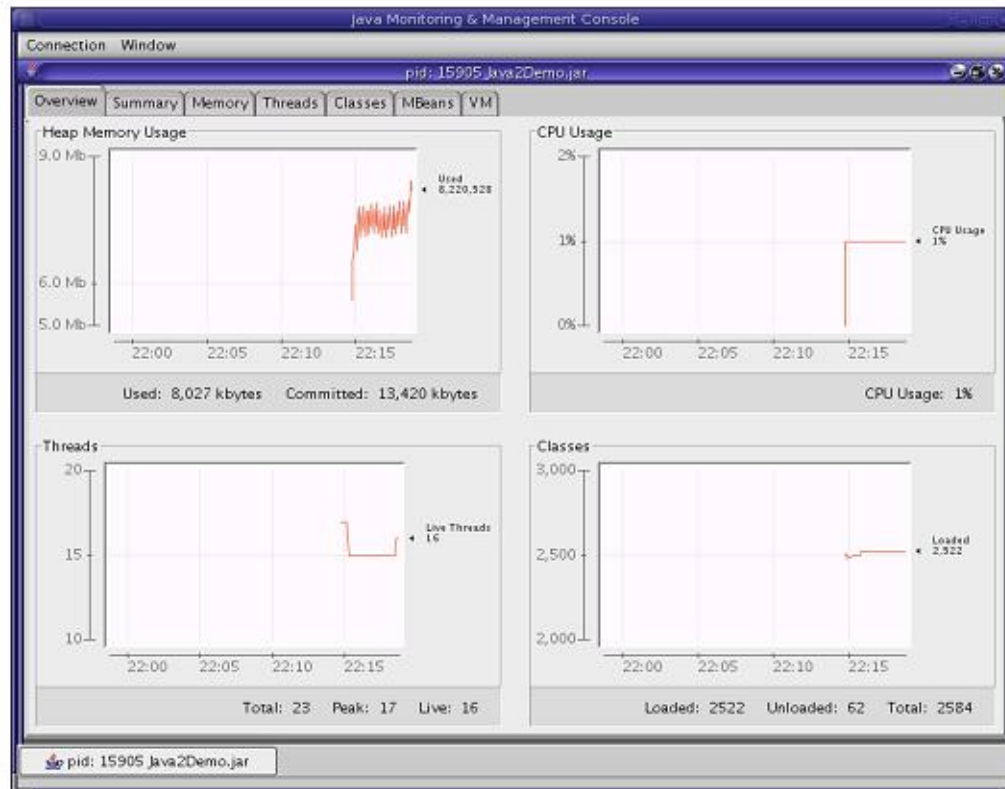 Java Monitoring & Management Console
Connection Window
pid: 15905 Java2Demo.jar
Overview Summary Memory Threads Classes MBeans VM
Heap Memory Usage
9.0 Mb
6.0 Mb
5.0 Mb
Used
8,220,528
22:00 22:05 22:10 22:15
Used: 8,027 kbytes Committed: 13,420 kbytes
CPU Usage
2%
1%
0%
CPU Usage
1%
22:00 22:05 22:10 22:15
CPU Usage: 1%
Threads
20
15
10
Live Threads
16
22:00 22:05 22:10 22:15
Total: 23 Peak: 17 Live: 16
Classes
3,000
2,500
2,000
Loaded
2,522
22:00 22:05 22:10 22:15
Loaded: 2522 Unloaded: 62 Total: 2584
pid: 15905 Java2Demo.jar